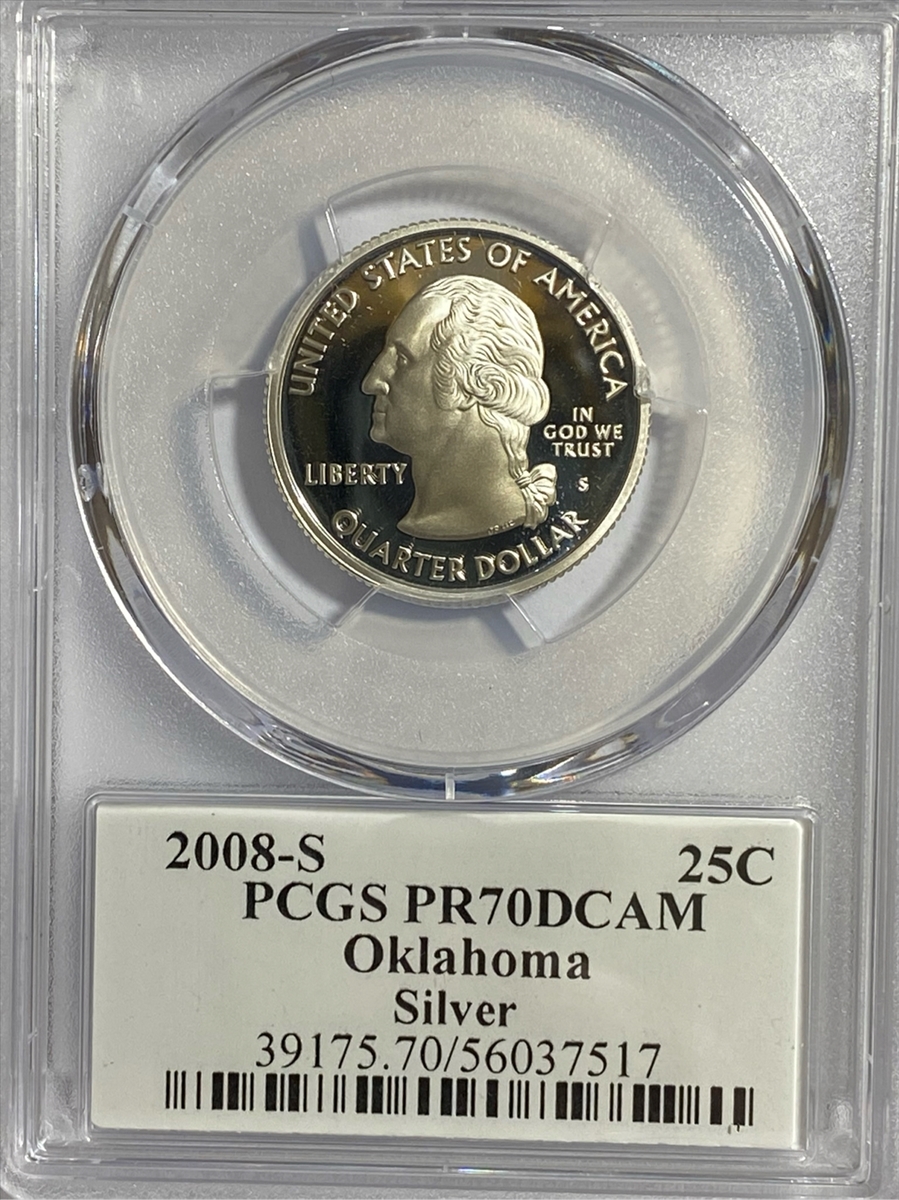 UNITED STATES OF AMERICA
IN
GOD WE
TRUST
LIBERTY
S
QUARTER DOLLAR
2008-S 25C
PCGS PR70DCAM
Oklahoma
Silver
39175.70/56037517